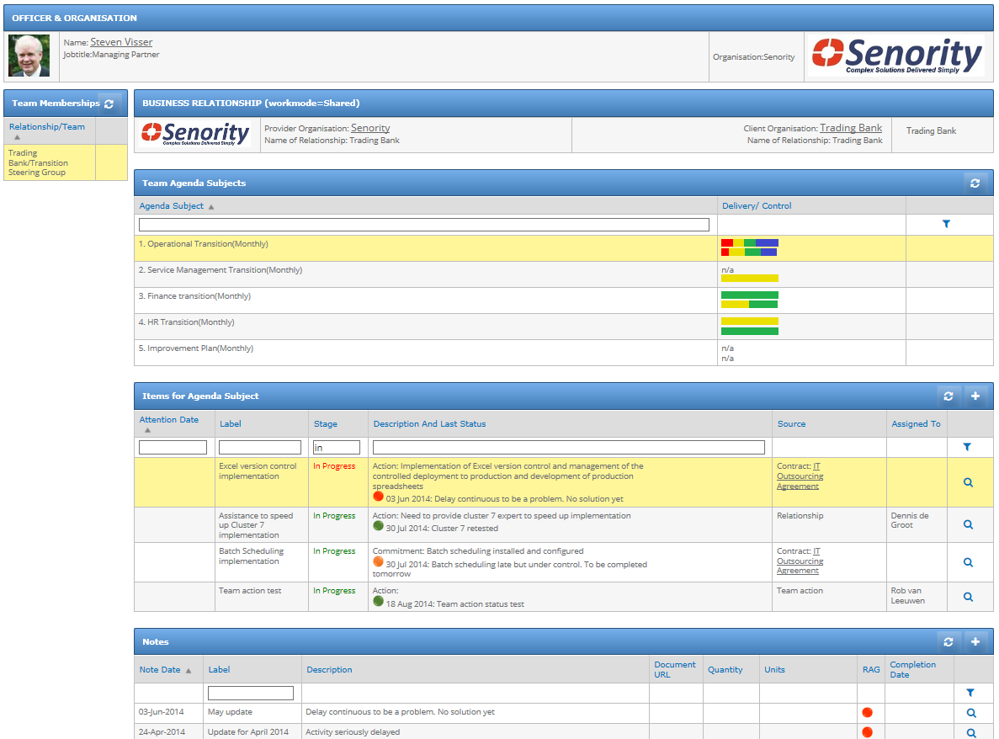 OFFICER & ORGANISATION
Name: Steven Visser
Jobtitle:Managing Partner
Organisation:Senority
Senority
Complex Solutions Delivered Simply
Team Memberships
Relationship/Team
Trading
Bank/Transition
Steering Group
BUSINESS RELATIONSHIP (workmode=Shared)
Senority
Complex Solutions Delivered Simply
Provider Organisation: Senority
Name of Relationship: Trading Bank
Client Organisation: Trading Bank
Name of Relationship: Trading Bank
Trading Bank
Team Agenda Subjects
Agenda Subject
Delivery/ Control
1. Operational Transition(Monthly)
2. Service Management Transition(Monthly)
n/a
3. Finance transition(Monthly)
4. HR Transition(Monthly)
5. Improvement Plan(Monthly)
n/a
n/a
Items for Agenda Subject
Attention Date
Label
Stage
Description And Last Status
Source
Assigned To
in
Excel version control
implementation
In Progress
Action: Implementation of Excel version control and management of the
controlled deployment to production and development of production
spreadsheets
03 Jun 2014: Delay continuous to be a problem. No solution yet
Contract: IT
Outsourcing
Agreement
Assistance to speed
up Cluster 7
implementation
In Progress
Action: Need to provide cluster 7 expert to speed up implementation
30 Jul 2014: Cluster 7 retested
Relationship
Dennis de
Groot
Batch Scheduling
implementation
In Progress
Commitment: Batch scheduling installed and configured
30 Jul 2014: Batch scheduling late but under control. To be completed
tomorrow
Contract: IT
Outsourcing
Agreement
Team action test
In Progress
Action:
18 Aug 2014: Team action status test
Team action
Rob van
Leeuwen
Notes
Note Date
Label
Description
Document
URL
Quantity
Units
RAG
Completion
Date
03-Jun-2014
May update
Delay continuous to be a problem. No solution yet
24-Apr-2014
Update for April 2014
Activity seriously delayed